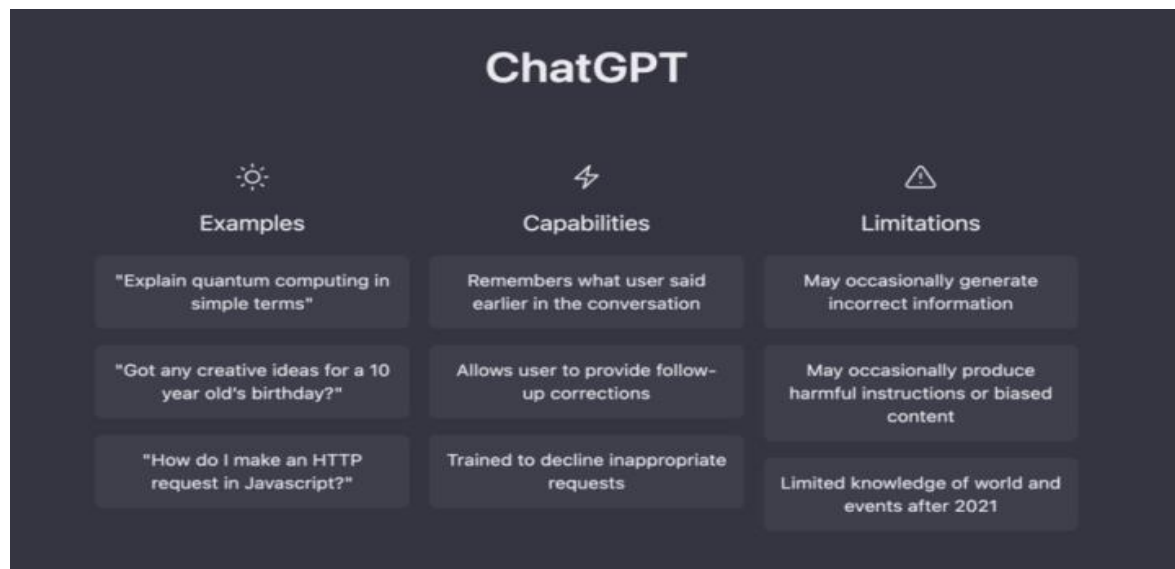 ChatGPT
Examples
"Explain quantum computing in
simple terms"
"Got any creative ideas for a 10
year old's birthday?"
"How do I make an HTTP
request in Javascript?"
Capabilities
Remembers what user said
earlier in the conversation
Allows user to provide follow-
up corrections
Trained to decline inappropriate
requests
Limitations
May occasionally generate
incorrect information
May occasionally produce
harmful instructions or biased
content
Limited knowledge of world and
events after 2021